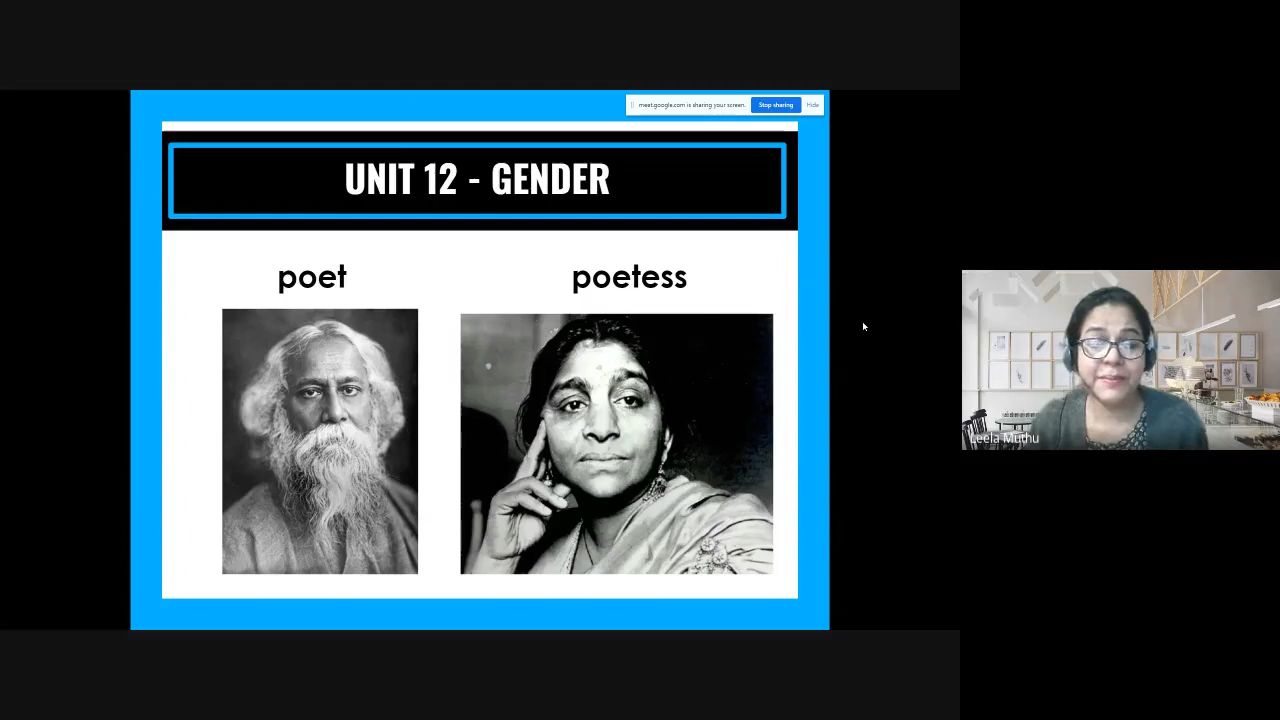 meet.google.com is sharing your screen.
Stop sharing
Hide
UNIT 12 - GENDER
poet
poetess
Leela Muthu